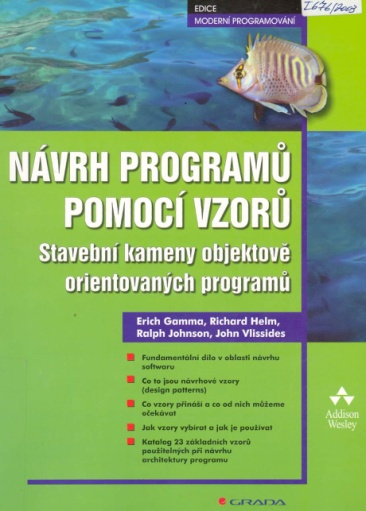 EDICE
MODERNÍ PROGRAMOVÁNÍ
I676/2003
NÁVRH PROGRAMŮ
POMOCÍ VZORŮ
Stavební kameny objektově
orientovaných programů
Erich Gamma, Richard Helm,
Ralph Johnson, John Vlissides
Fundamentální dílo v oblasti návrhu
softwaru
Co to jsou návrhové vzory
(design patterns)
Co vzory přináší a co od nich můžeme
očekávat
Jak vzory vybírat a jak je používat
Katalog 23 základních vzorů
použitelných při návrhu
architektury programu
Addison
Wesley
GRADA